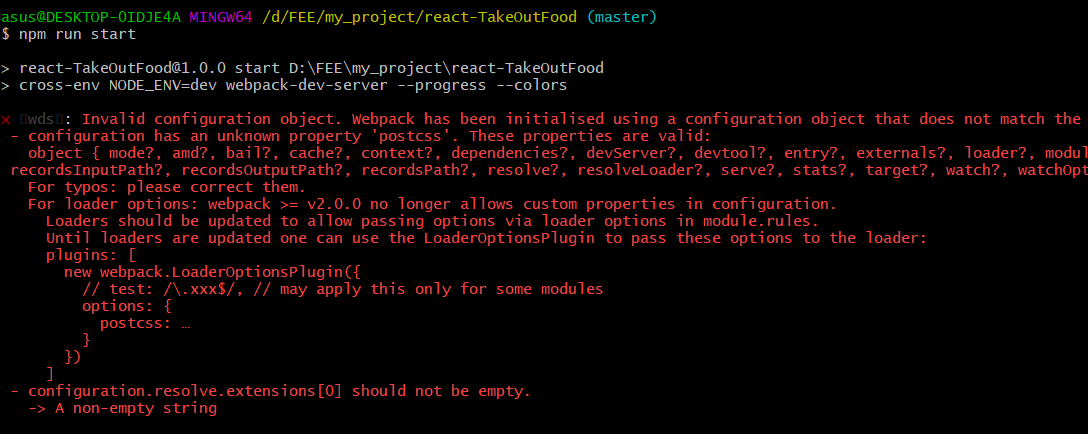 asus@DESKTOP-0IDJE4A MINGW64 /d/FEE/my_project/react-TakeOutFood (master)
$ npm run start
> react-TakeOutFood@1.0.0 start D:\FEE\my_project\react-TakeOutFood
> cross-env NODE_ENV=dev webpack-dev-server --progress --colors
× ｢wds｣: Invalid configuration object. Webpack has been initialised using a configuration object that does not match the
- configuration has an unknown property 'postcss'. These properties are valid:
object { mode?, amd?, bail?, cache?, context?, dependencies?, devServer?, devtool?, entry?, externals?, loader?, modul
recordsInputPath?, recordsOutputPath?, recordsPath?, resolve?, resolveLoader?, serve?, stats?, target?, watch?, watchOpt
For typos: please correct them.
For loader options: webpack >= v2.0.0 no longer allows custom properties in configuration.
Loaders should be updated to allow passing options via loader options in module.rules.
Until loaders are updated one can use the LoaderOptionsPlugin to pass these options to the loader:
plugins: [
new webpack.LoaderOptionsPlugin({
// test: /\.xxx$/, // may apply this only for some modules
options: {
postcss: …
}
})
]
- configuration.resolve.extensions[0] should not be empty.
-> A non-empty string